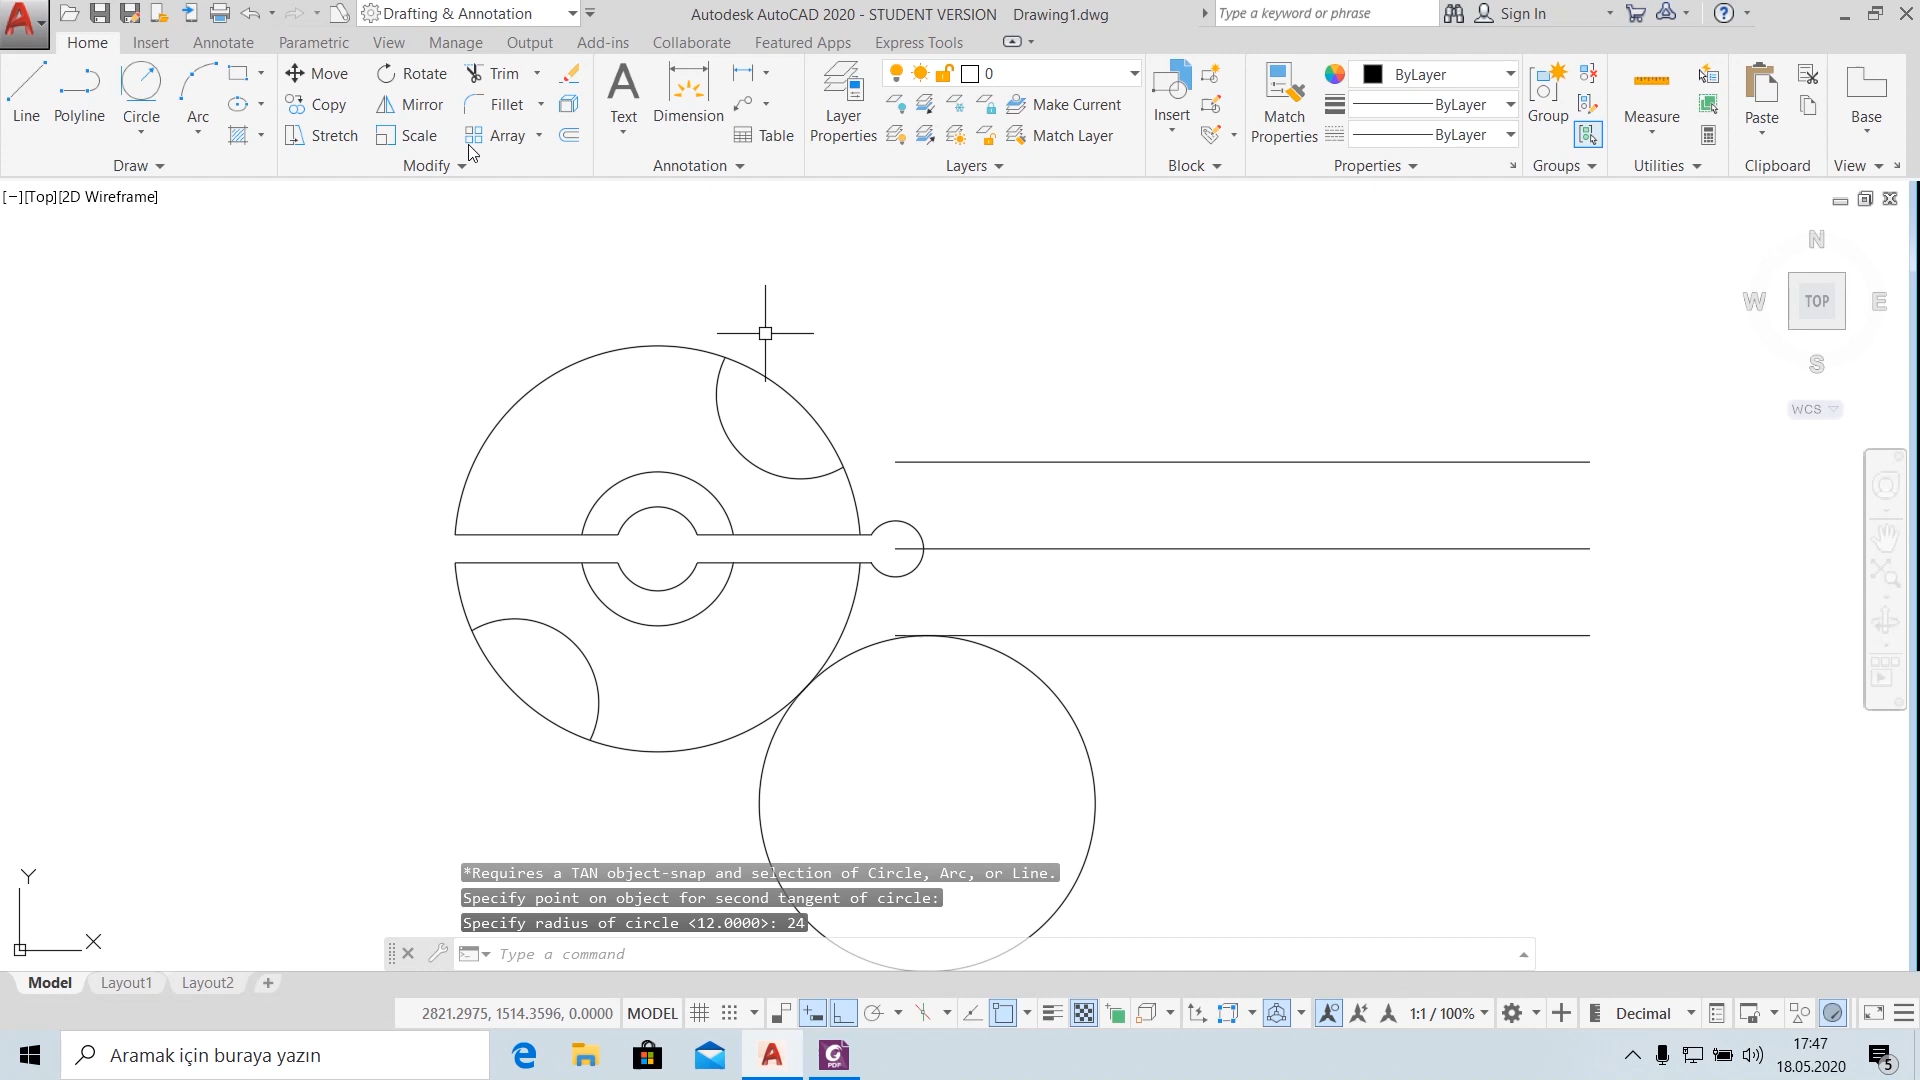 Drafting & Annotation
Autodesk AutoCAD 2020 - STUDENT VERSION Drawing1.dwg
Type a keyword or phrase
Sign In
Home Insert Annotate Parametric View Manage Output Add-ins Collaborate Featured Apps Express Tools
Line Polyline Circle Arc
Move Rotate Trim
Copy Mirror Fillet
Stretch Scale Array
Text Dimension
Table
Layer Properties
0
Make Current
Match Layer
Insert
Match Properties
ByLayer
ByLayer
ByLayer
Group
Measure
Paste
Base
Draw Modify Annotation Layers Block Properties Groups Utilities Clipboard View
[−][Top][2D Wireframe]
N
W TOP E
S
WCS
Y
X
*Requires a TAN object-snap and selection of Circle, Arc, or Line.
Specify point on object for second tangent of circle:
Specify radius of circle <12.0000>: 24
Type a command
Model Layout1 Layout2 +
2821.2975, 1514.3596, 0.0000 MODEL 1:1 / 100% Decimal
Aramak için buraya yazın
PDF
17:47
18.05.2020
5